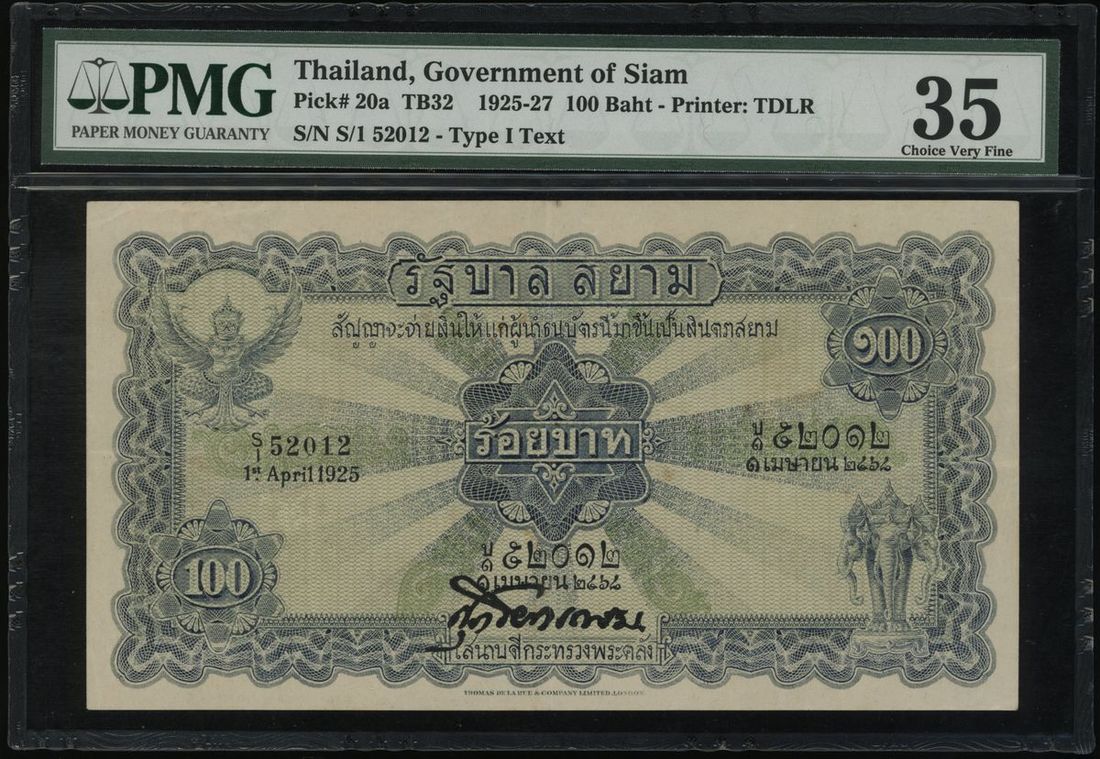 PMG
PAPER MONEY GUARANTY
Thailand, Government of Siam
Pick# 20a TB32 1925-27 100 Baht - Printer: TDLR
S/N S/1 52012 - Type I Text
35
Choice Very Fine
รัฐบาล สยาม
สัญญาจะจ่ายเงินให้แก่ผู้นำธนบัตร์นี้มาขึ้นเป็นเงินตราสยาม
๑๐๐
ร้อยบาท
S/1 52012
1st April 1925
ป/๑ ๕๒๐๑๒
๑ เมษายน ๒๔๖๘
100
ป/๑ ๕๒๐๑๒
๑ เมษายน ๒๔๖๘
เสนาบดีกระทรวงพระคลัง
THOMAS DE LA RUE & COMPANY LIMITED, LONDON.